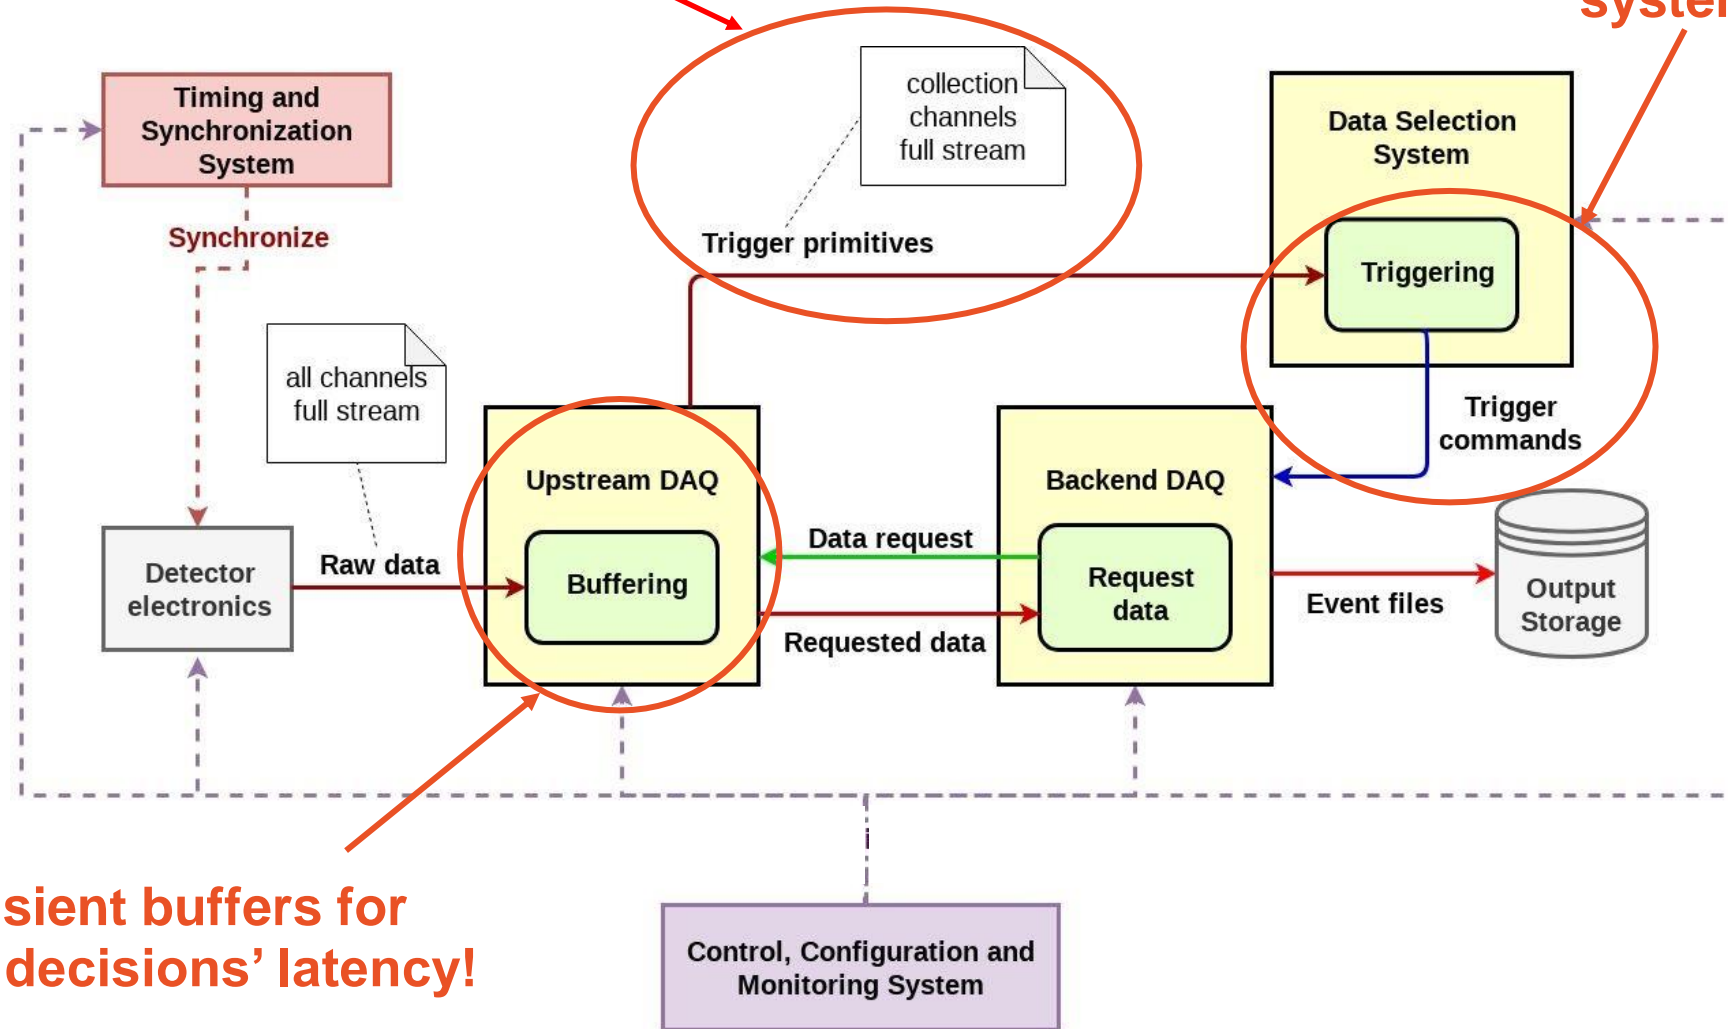 system
Timing and
Synchronization
System
Synchronize
collection
channels
full stream
Trigger primitives
Data Selection
System
Triggering
Trigger
commands
all channels
full stream
Upstream DAQ
Buffering
Backend DAQ
Request
data
Detector
electronics
Raw data
Data request
Requested data
Event files
Output
Storage
sient buffers for
decisions’ latency!
Control, Configuration and
Monitoring System